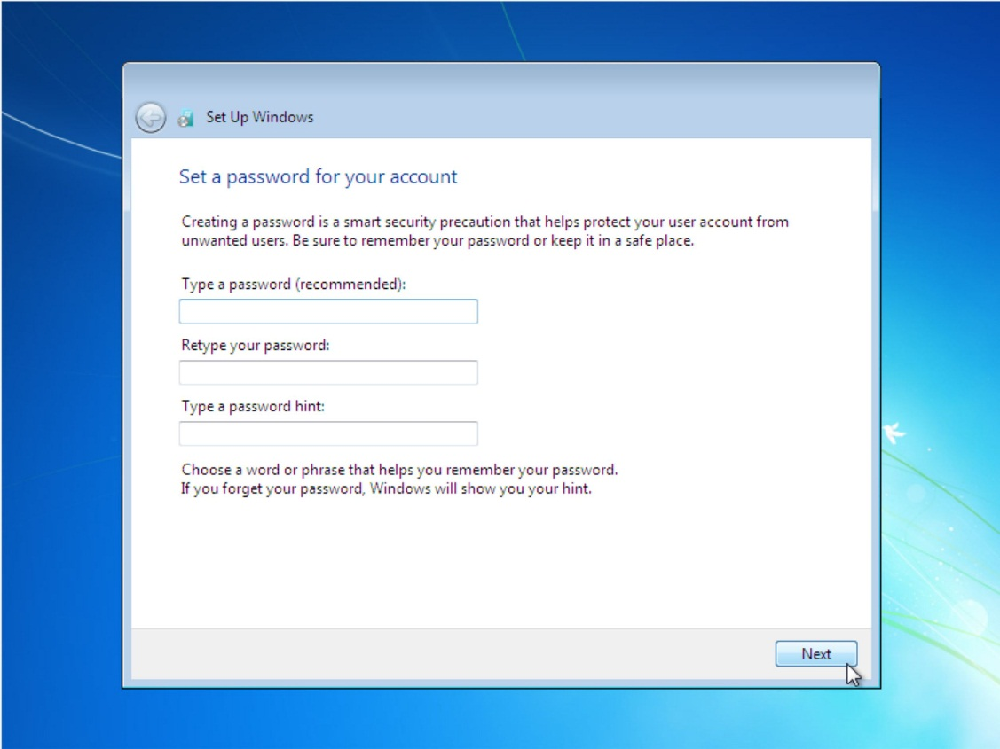 Set Up Windows
Set a password for your account
Creating a password is a smart security precaution that helps protect your user account from
unwanted users. Be sure to remember your password or keep it in a safe place.
Type a password (recommended):
Retype your password:
Type a password hint:
Choose a word or phrase that helps you remember your password.
If you forget your password, Windows will show you your hint.
Next